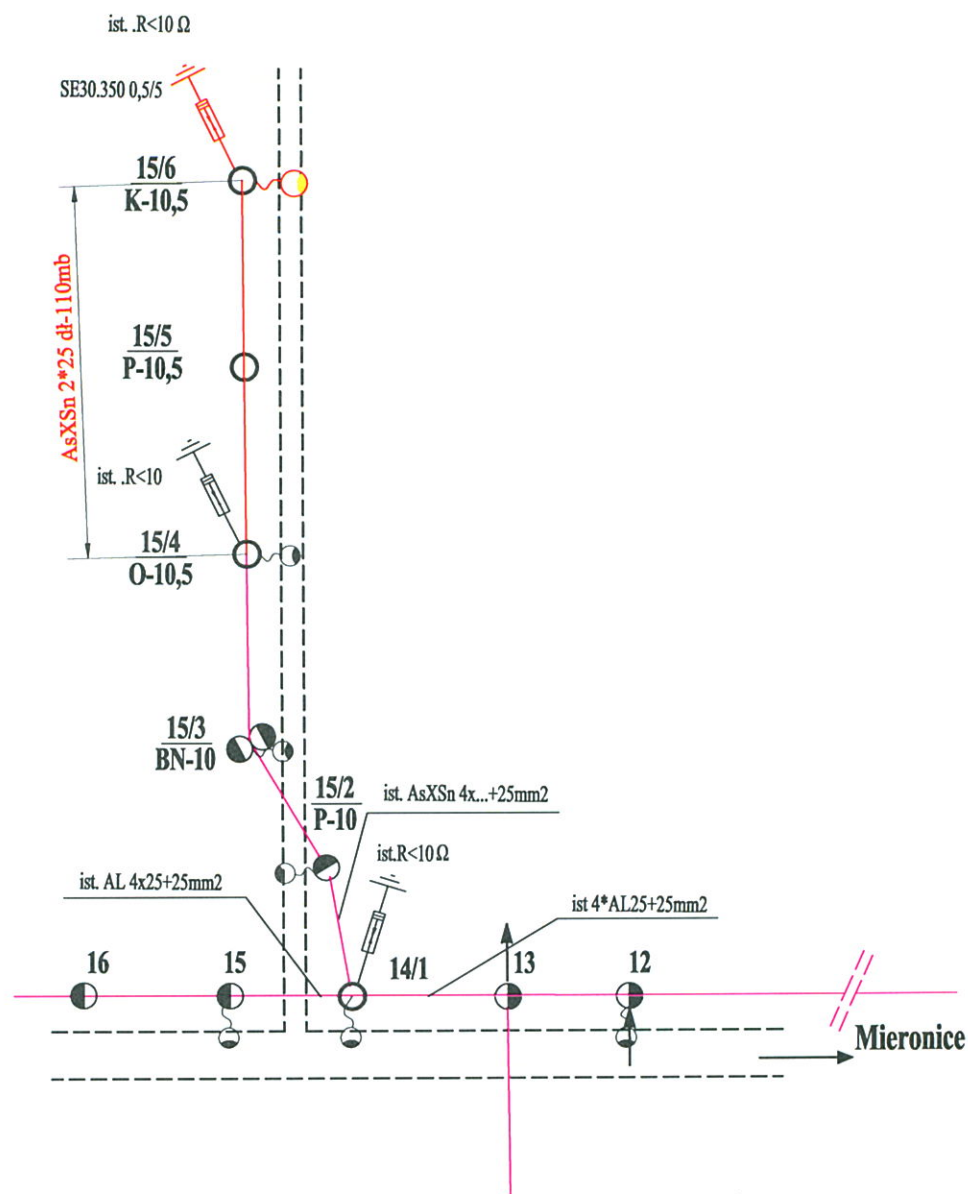 ist. .R<10 Ω
SE30.350 0,5/5
15/6
K-10,5
AsXSn 2*25 dł-110mb
15/5
P-10,5
ist. .R<10
15/4
O-10,5
15/3
BN-10
15/2
P-10
ist. AsXSn 4x...+25mm2
ist.R<10 Ω
ist. AL 4x25+25mm2
ist 4*AL25+25mm2
16
15
14/1
13
12
Mieronice